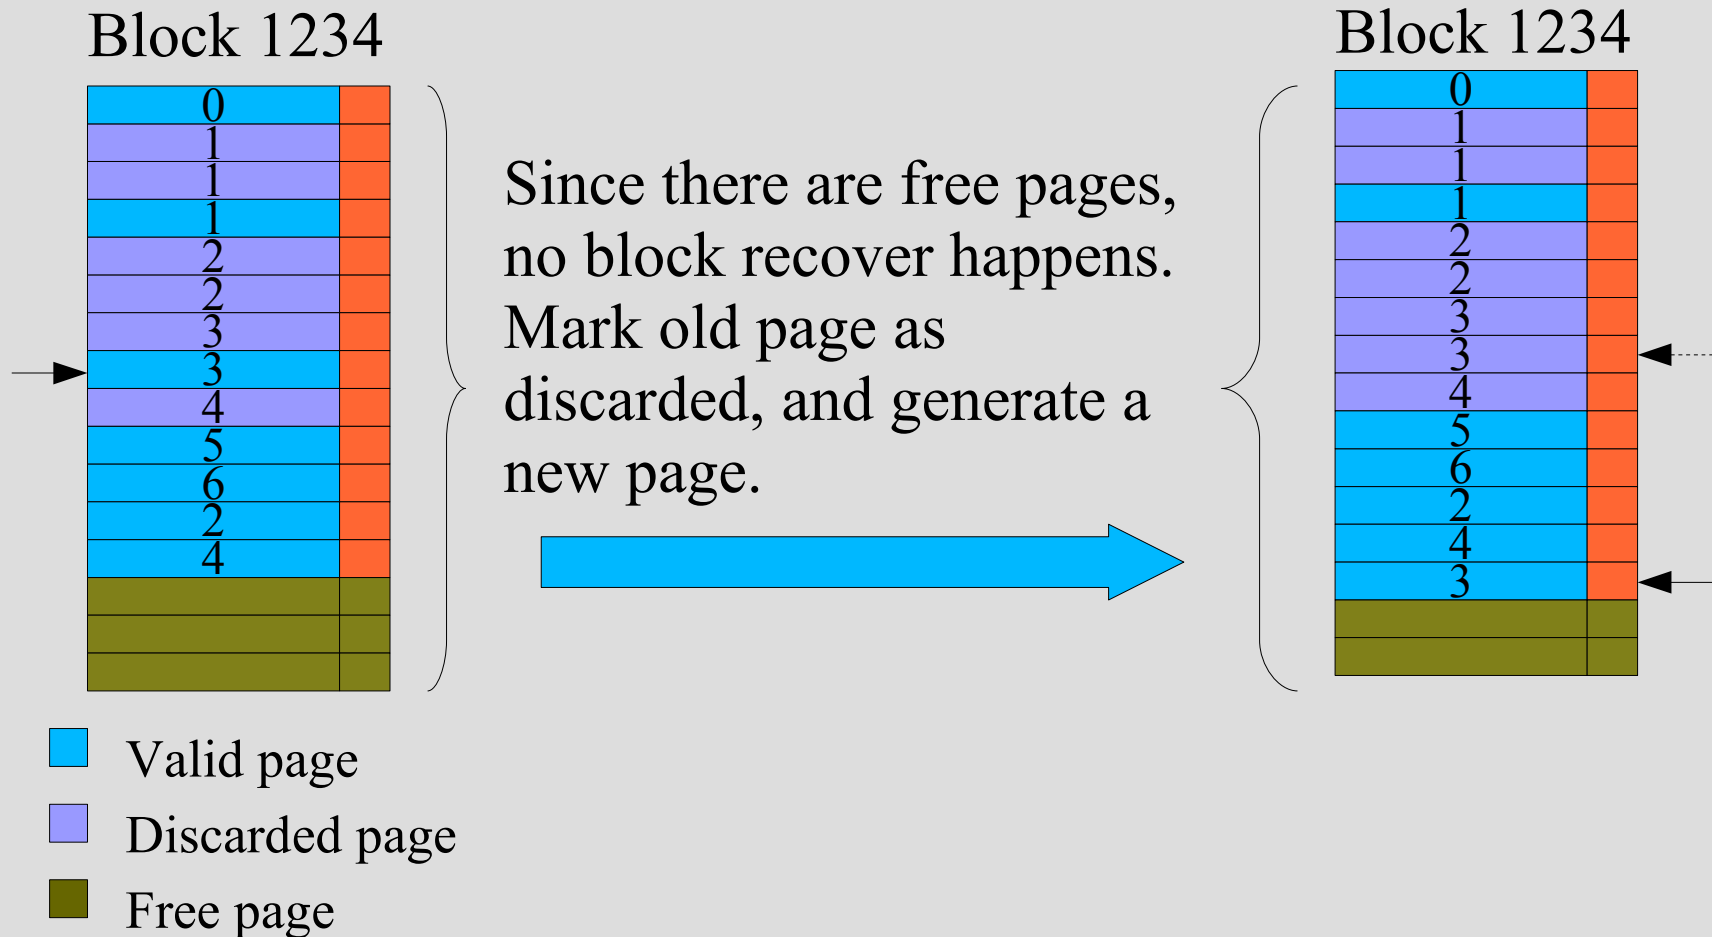 Block 1234
0
1
1
1
2
2
3
3
4
5
6
2
4
Since there are free pages,
no block recover happens.
Mark old page as
discarded, and generate a
new page.
Block 1234
0
1
1
1
2
2
3
3
4
5
6
2
4
3
Valid page
Discarded page
Free page